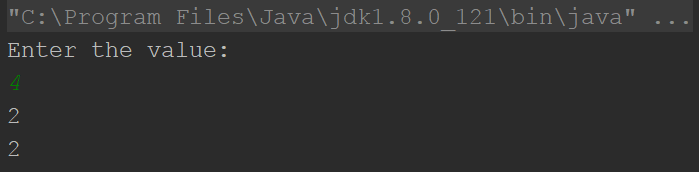 "C:\Program Files\Java\jdk1.8.0_121\bin\java" ...
Enter the value:
4
2
2